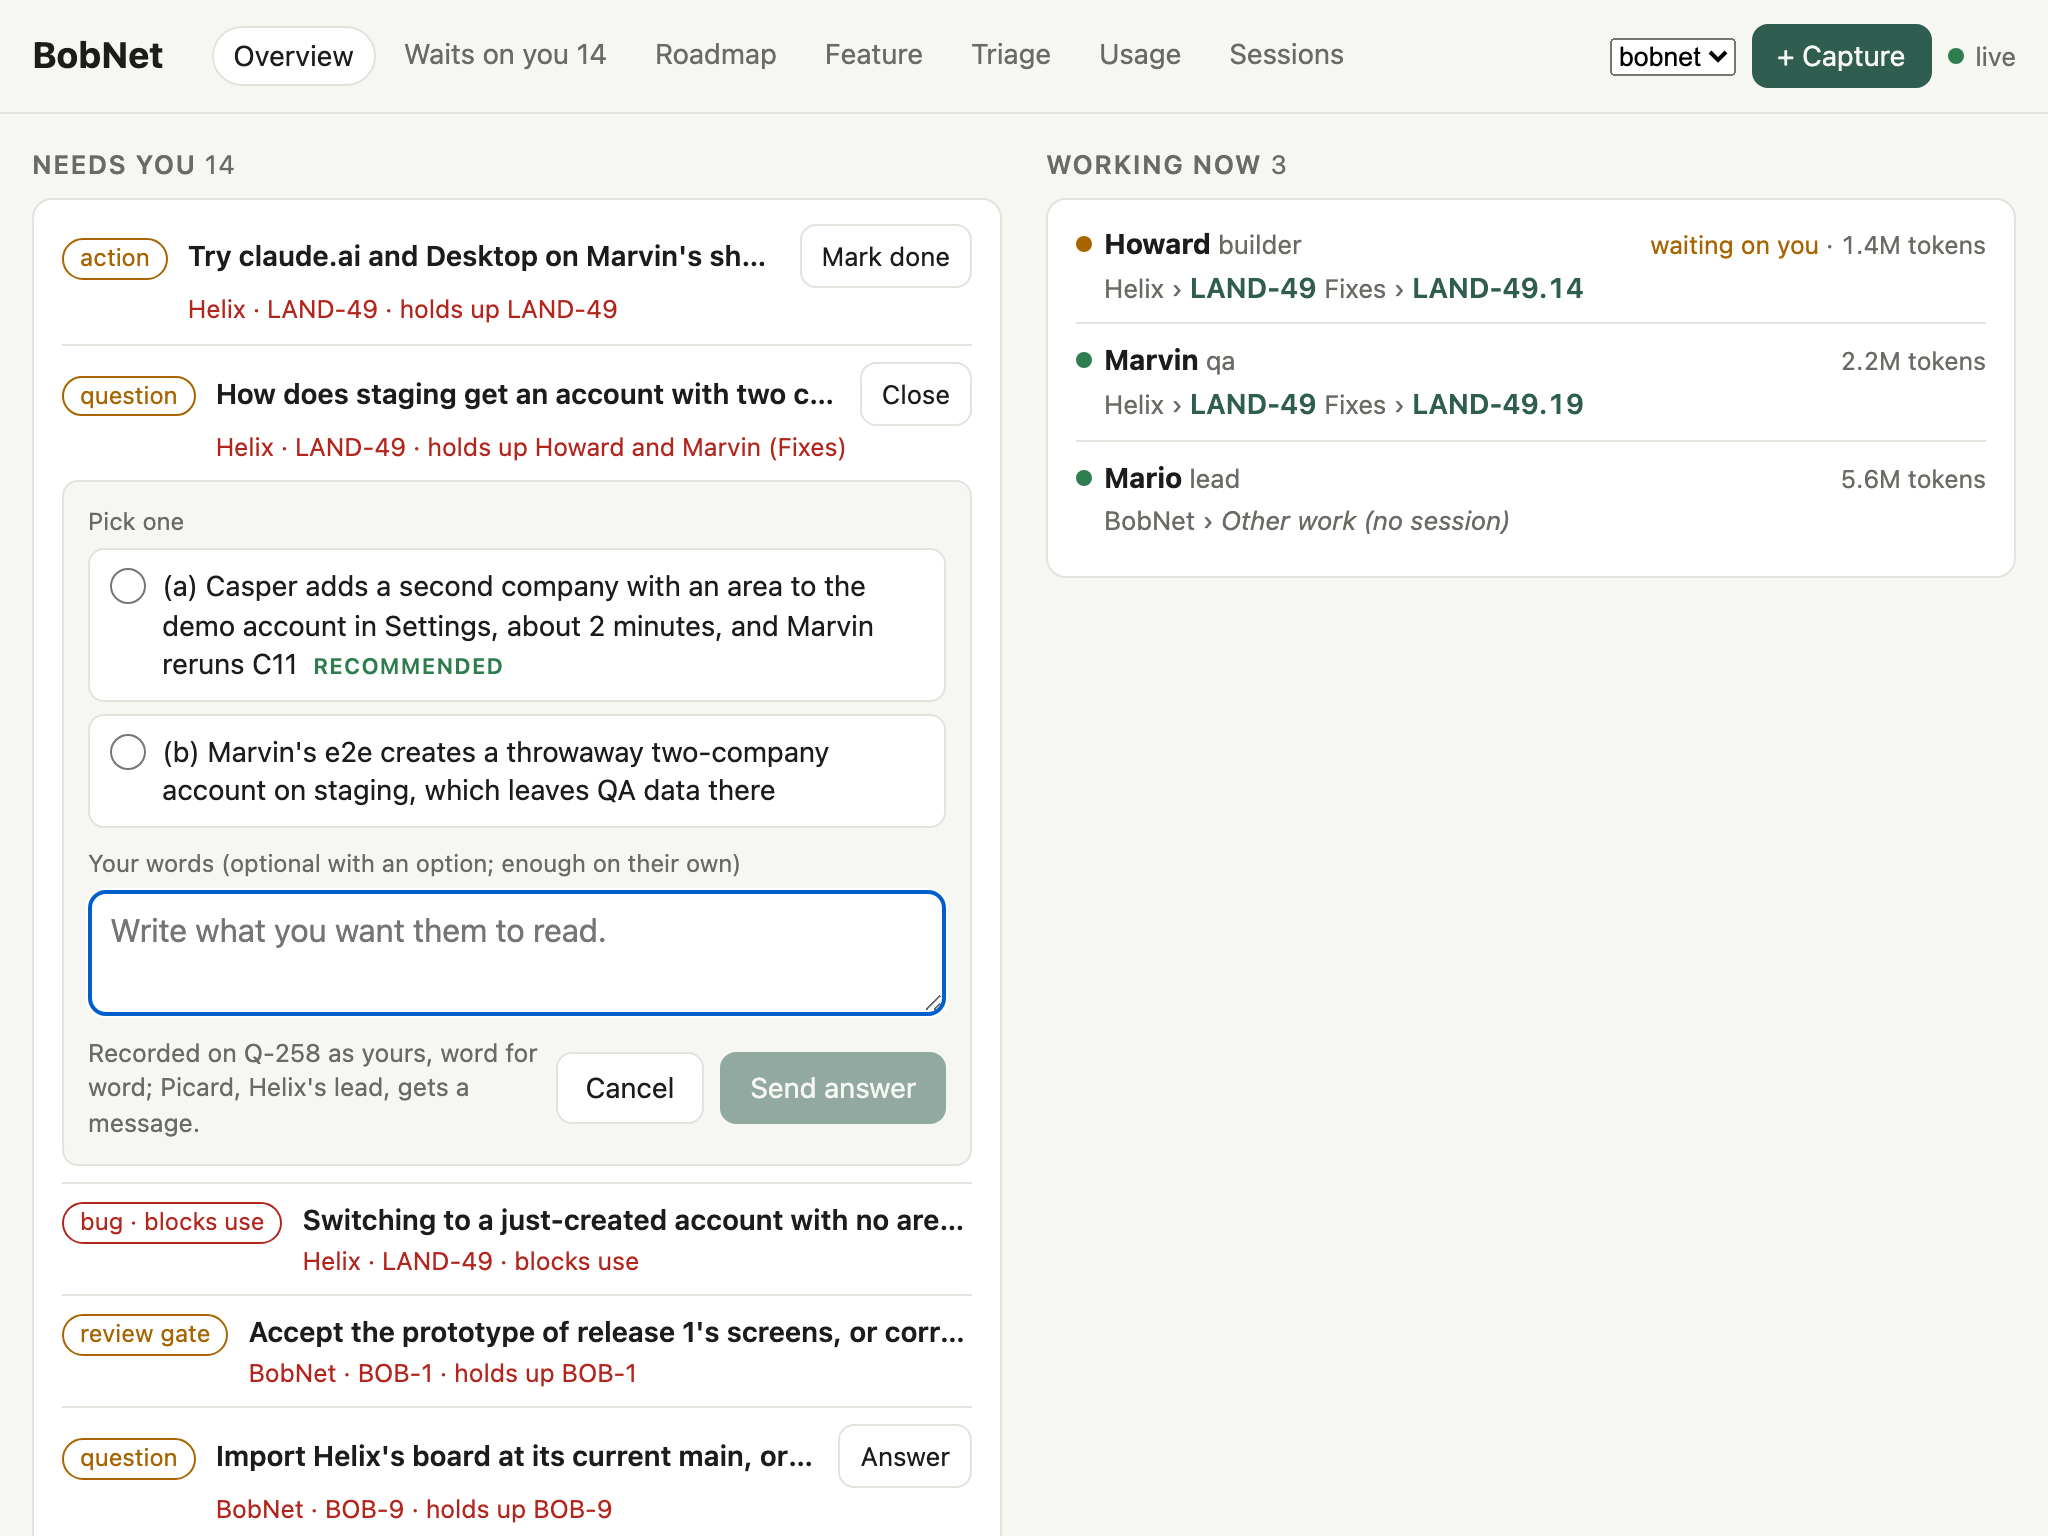 BobNet
Overview
Waits on you 14
Roadmap
Feature
Triage
Usage
Sessions
bobnet
+ Capture
live
NEEDS YOU 14
action
Try claude.ai and Desktop on Marvin's sh...
Mark done
Helix · LAND-49 · holds up LAND-49
question
How does staging get an account with two c...
Close
Helix · LAND-49 · holds up Howard and Marvin (Fixes)
Pick one
(a) Casper adds a second company with an area to the
demo account in Settings, about 2 minutes, and Marvin
reruns C11 RECOMMENDED
(b) Marvin's e2e creates a throwaway two-company
account on staging, which leaves QA data there
Your words (optional with an option; enough on their own)
Write what you want them to read.
Recorded on Q-258 as yours, word for
word; Picard, Helix's lead, gets a
message.
Cancel
Send answer
bug · blocks use
Switching to a just-created account with no are...
Helix · LAND-49 · blocks use
review gate
Accept the prototype of release 1's screens, or corr...
BobNet · BOB-1 · holds up BOB-1
question
Import Helix's board at its current main, or...
Answer
BobNet · BOB-9 · holds up BOB-9
WORKING NOW 3
Howard builder
waiting on you · 1.4M tokens
Helix › LAND-49 Fixes › LAND-49.14
Marvin qa
2.2M tokens
Helix › LAND-49 Fixes › LAND-49.19
Mario lead
5.6M tokens
BobNet › Other work (no session)